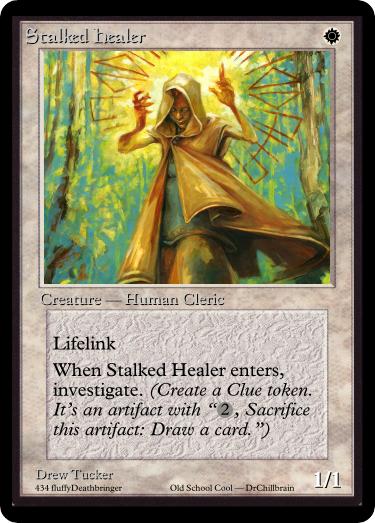 Stalked Healer
Creature — Human Cleric
Lifelink
When Stalked Healer enters,
investigate. (Create a Clue token.
It's an artifact with “2, Sacrifice
this artifact: Draw a card.”)
Drew Tucker
1/1
434 fluffyDeathbringer Old School Cool — DrChillbrain